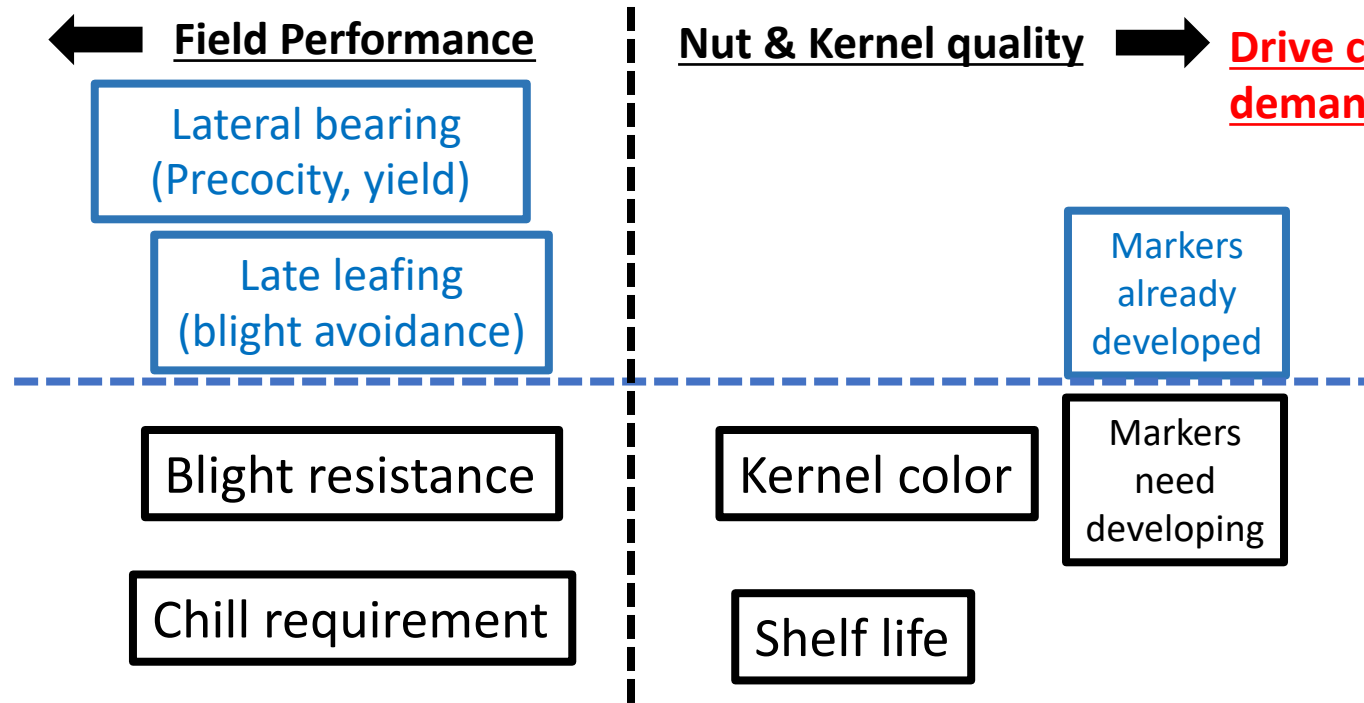 Field Performance
Nut & Kernel quality
Drive c
deman
Lateral bearing
(Precocity, yield)
Late leafing
(blight avoidance)
Markers
already
developed
Blight resistance
Kernel color
Markers
need
developing
Chill requirement
Shelf life